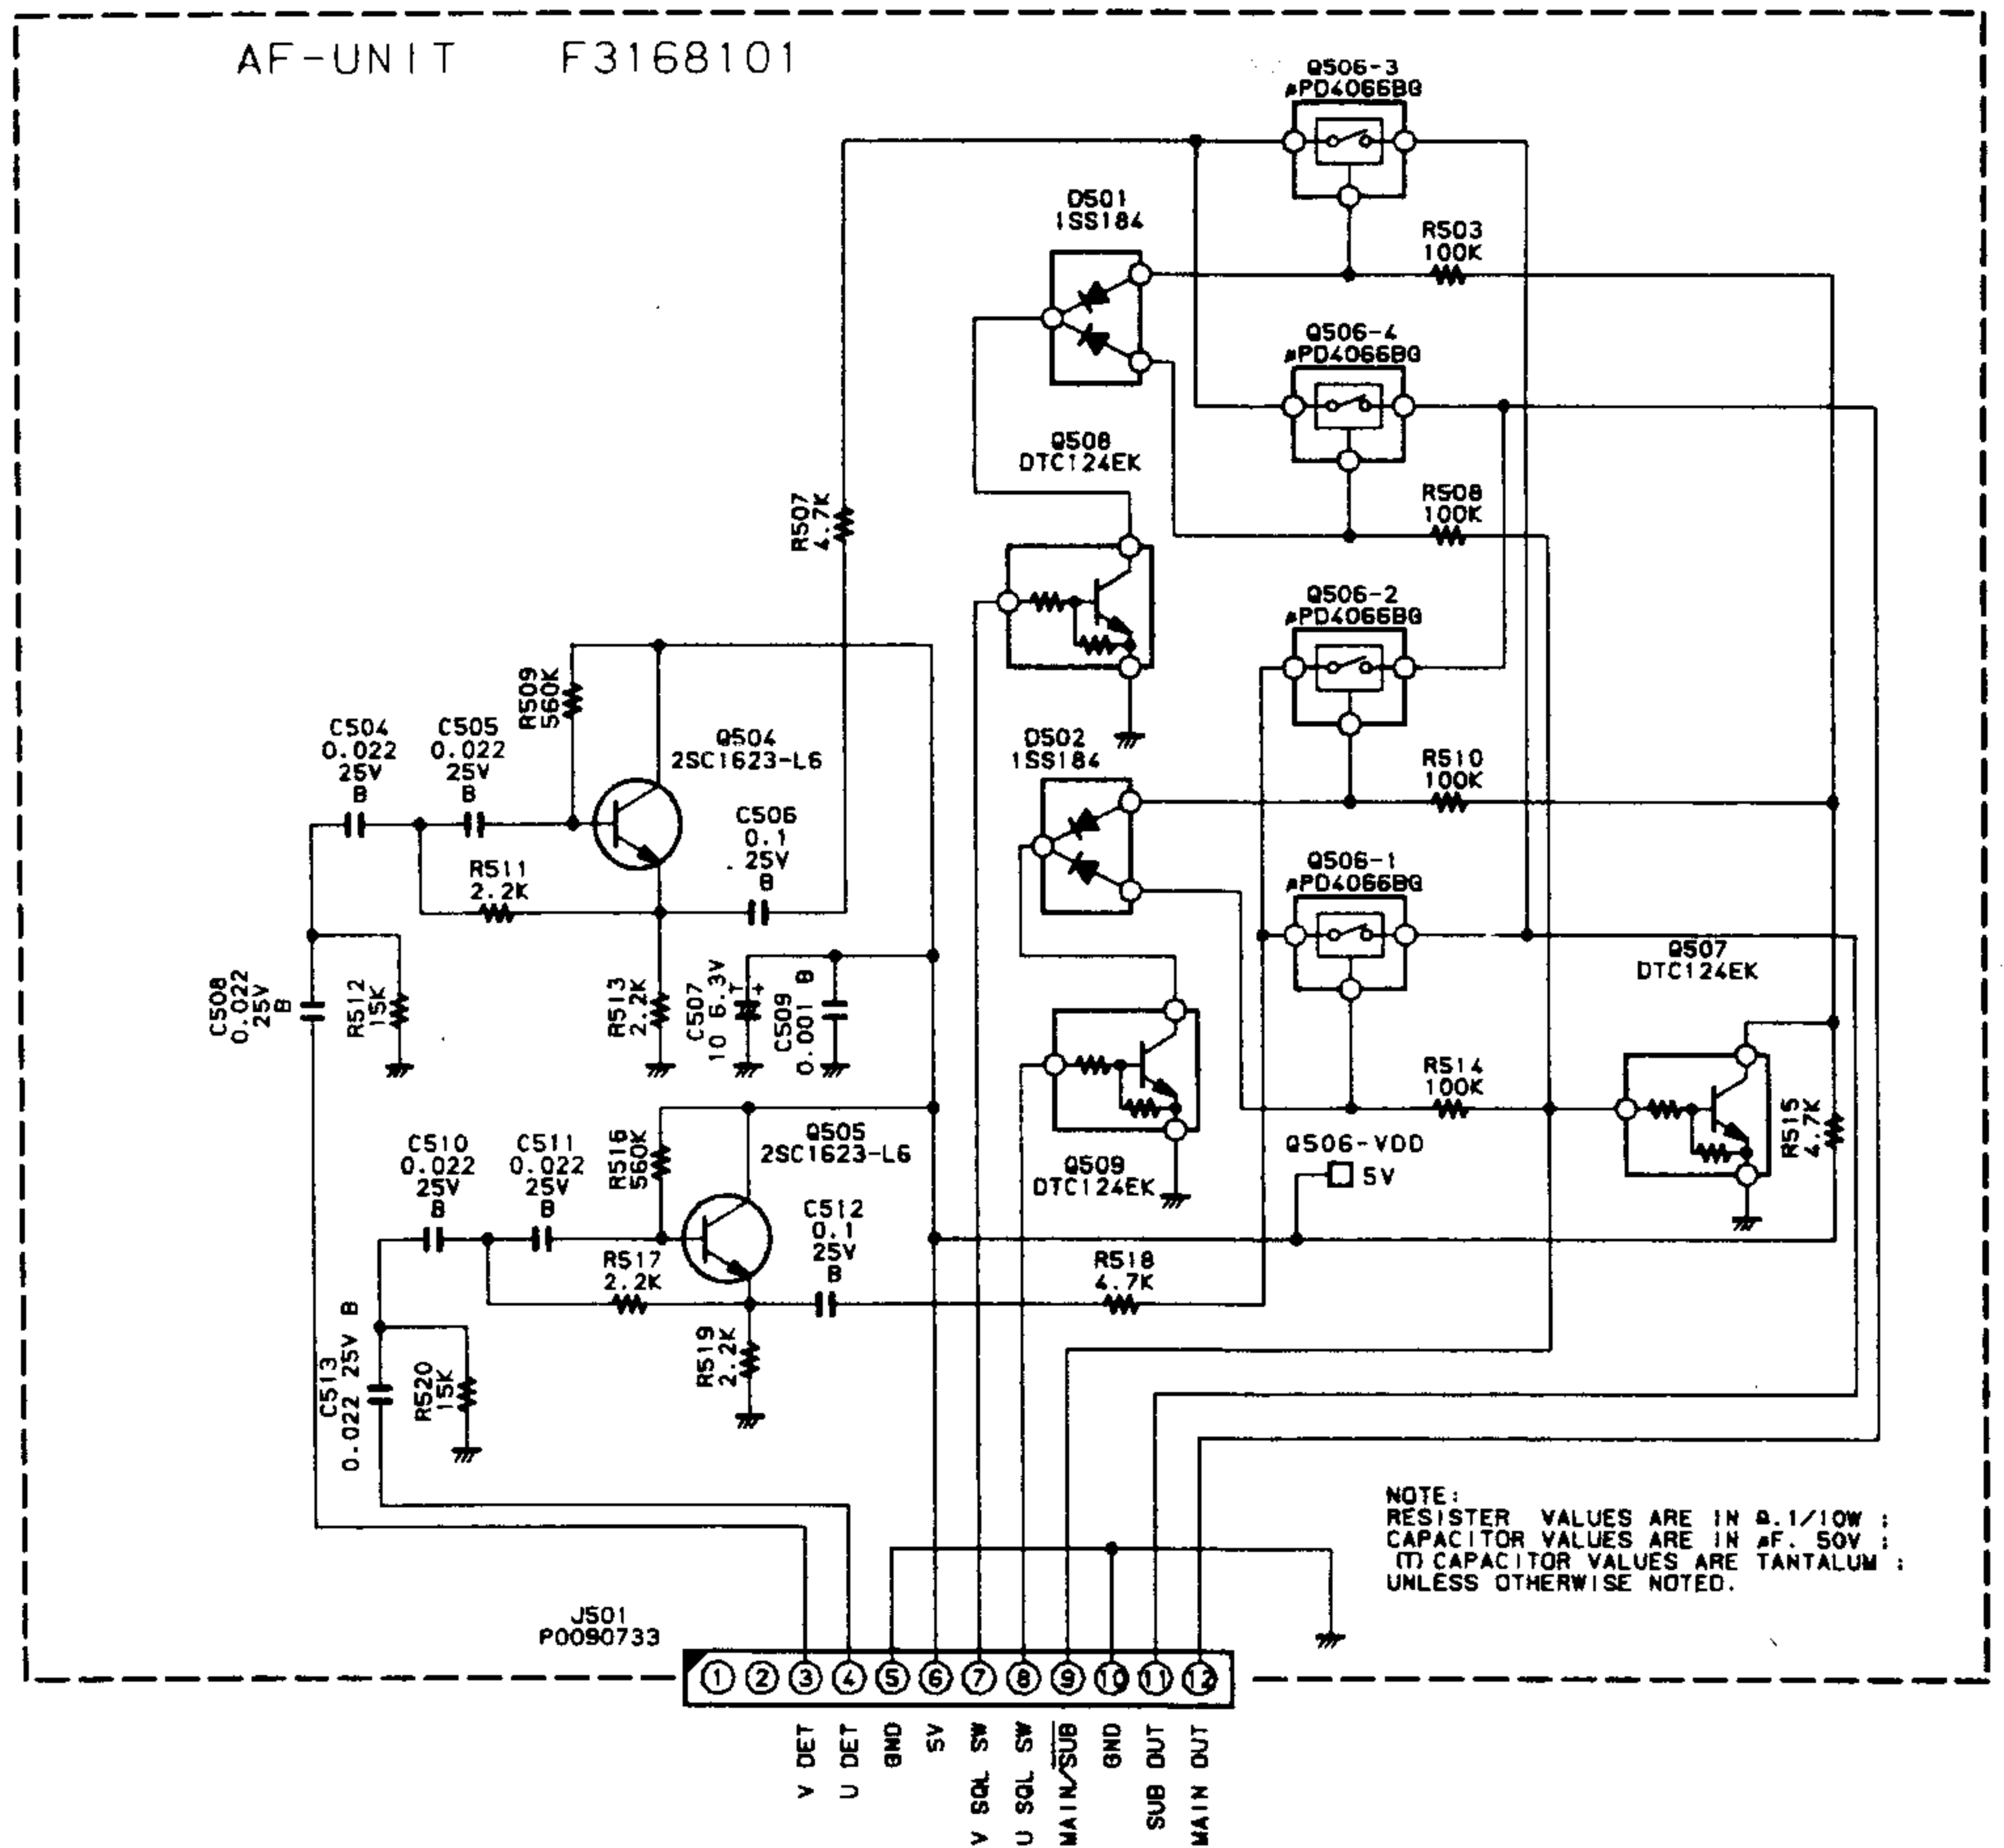 AF-UNIT F3168101
Q506-3
µPD4066BG
D501
1SS184
R503
100K
Q506-4
µPD4066BG
Q508
DTC124EK
R507
4.7K
R508
100K
Q506-2
µPD4066BG
R509
560K
C504
0.022
25V
B
C505
0.022
25V
B
Q504
2SC1623-L6
D502
1SS184
R510
100K
C506
0.1
25V
B
R511
2.2K
Q506-1
µPD4066BG
Q507
DTC124EK
C508
0.022
25V
B
R512
15K
R513
2.2K
C507
10 6.3V
T +
C509
0.001 B
R514
100K
R515
4.7K
C510
0.022
25V
B
C511
0.022
25V
B
R516
560K
Q505
2SC1623-L6
Q509
DTC124EK
Q506-VDD
5V
C512
0.1
25V
B
R517
2.2K
R518
4.7K
C513
0.022 25V B
R520
15K
R519
2.2K
NOTE:
RESISTER VALUES ARE IN Ω.1/10W ;
CAPACITOR VALUES ARE IN µF. 50V ;
(T) CAPACITOR VALUES ARE TANTALUM ;
UNLESS OTHERWISE NOTED.
J501
P0090733
1 2 3 4 5 6 7 8 9 10 11 12
V DET
U DET
GND
5V
V SQL SW
U SQL SW
MAIN/SUB
GND
SUB OUT
MAIN OUT